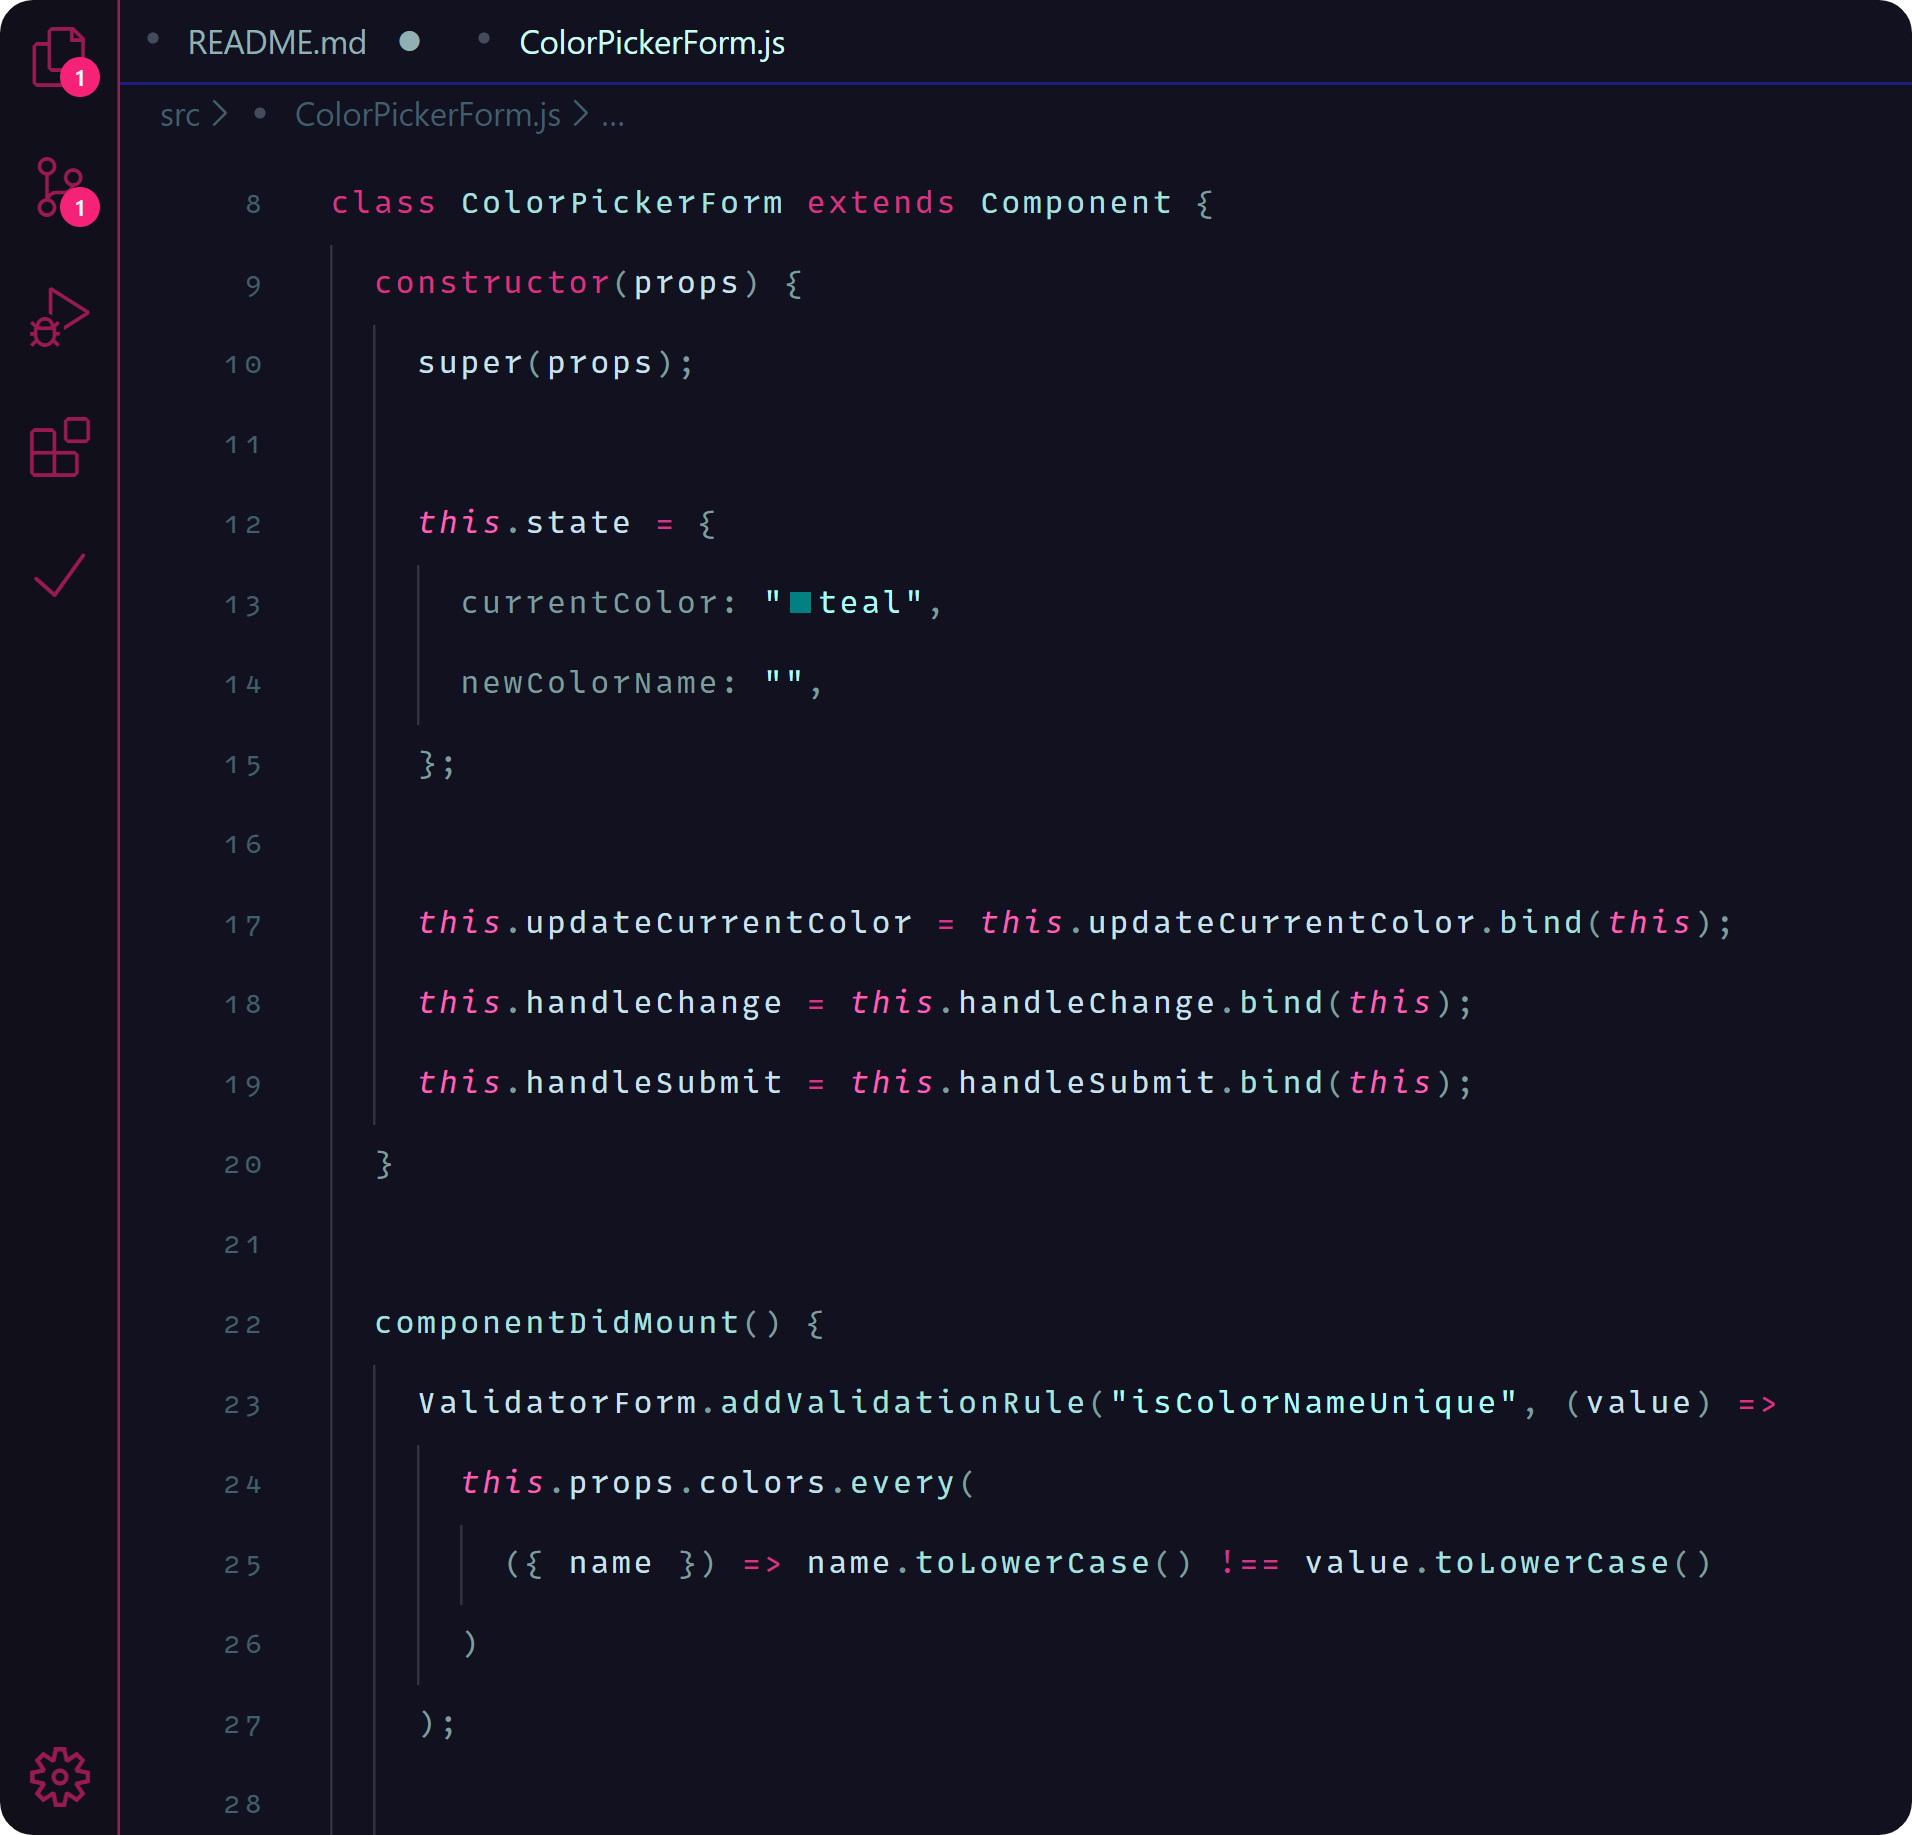 README.md ColorPickerForm.js
1
src > ColorPickerForm.js > ...
1
8 class ColorPickerForm extends Component {
9 constructor(props) {
10 super(props);
11
12 this.state = {
13 currentColor: "teal",
14 newColorName: "",
15 };
16
17 this.updateCurrentColor = this.updateCurrentColor.bind(this);
18 this.handleChange = this.handleChange.bind(this);
19 this.handleSubmit = this.handleSubmit.bind(this);
20 }
21
22 componentDidMount() {
23 ValidatorForm.addValidationRule("isColorNameUnique", (value) =>
24 this.props.colors.every(
25 ({ name }) => name.toLowerCase() !== value.toLowerCase()
26 )
27 );
28